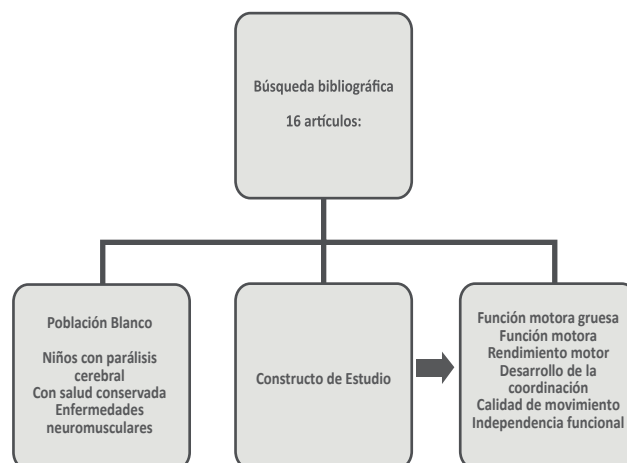 Búsqueda bibliográfica
16 artículos:
Población Blanco
Niños con parálisis
cerebral
Con salud conservada
Enfermedades
neuromusculares
Constructo de Estudio
Función motora gruesa
Función motora
Rendimiento motor
Desarrollo de la
coordinación
Calidad de movimiento
Independencia funcional